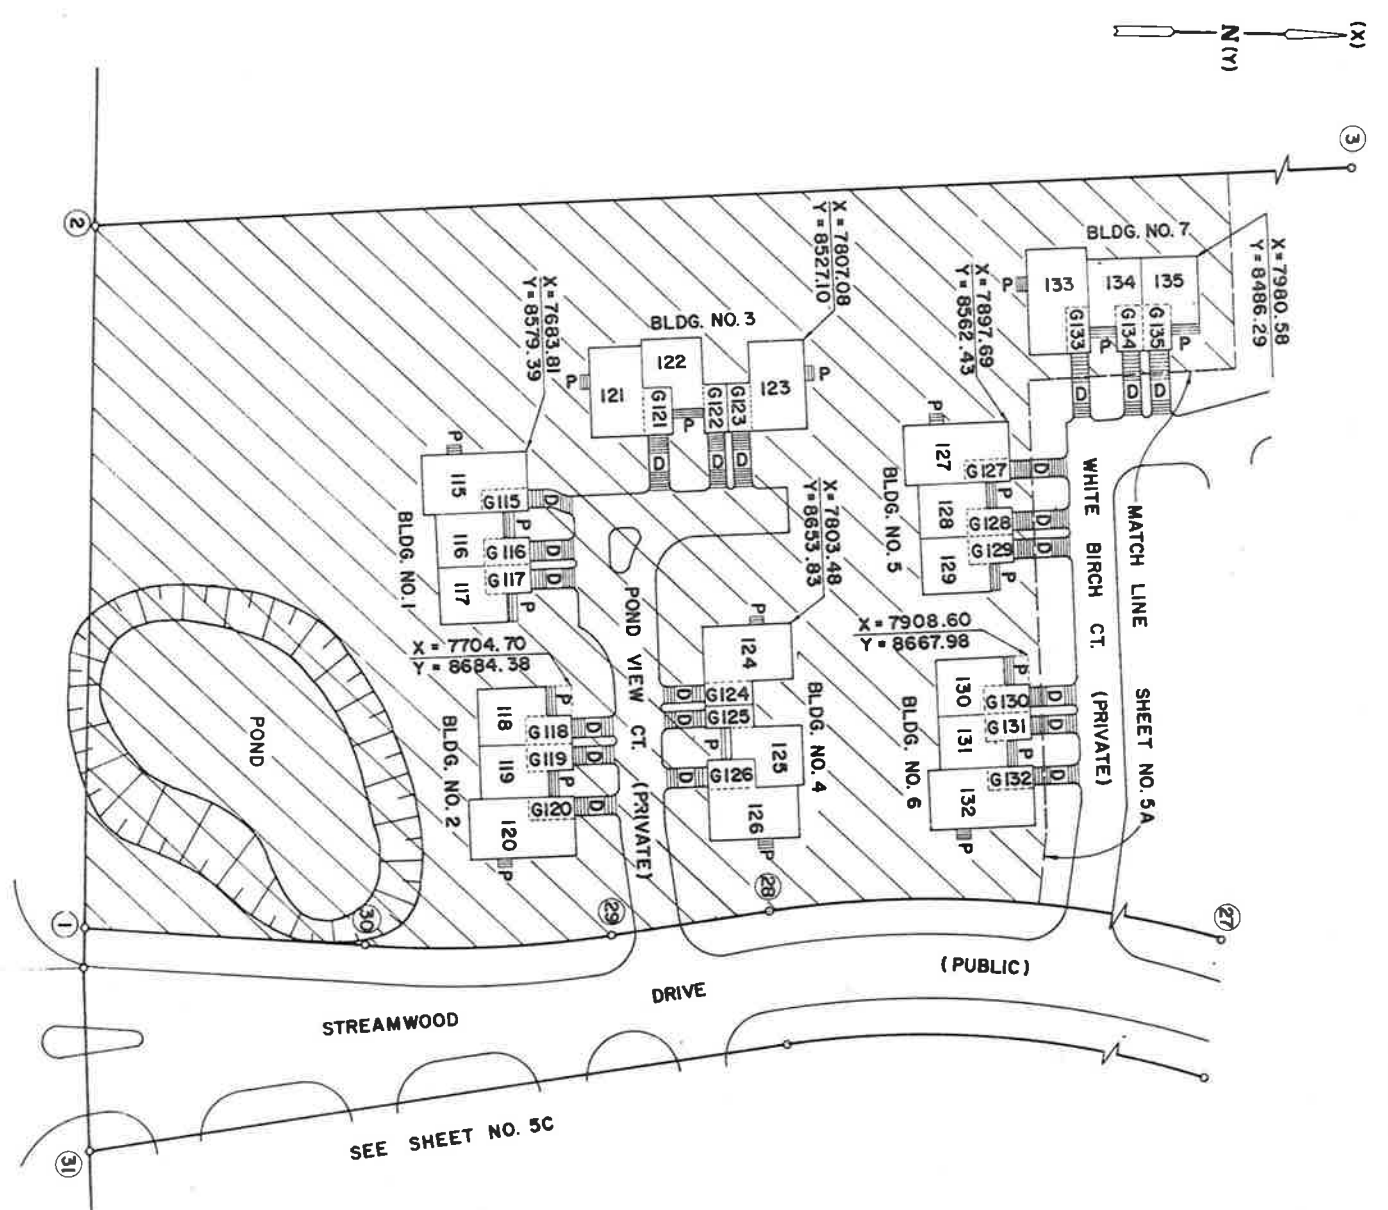 (X)
N (Y)
3
2
BLDG. NO. 7
X = 7980.58
Y = 8486.29
133
134
135
G133
G134
G135
P
P
P
D
D
D
X = 7807.08
Y = 8527.10
BLDG. NO. 3
121
122
123
G121
G122
G123
P
P
P
D
D
D
X = 7897.69
Y = 8562.43
P
127
G127
D
P
128
G128
D
129
G129
D
P
BLDG. NO. 5
X = 7683.81
Y = 8579.39
P
115
G115
D
P
116
G116
D
117
G117
D
P
BLDG. NO. 1
X = 7803.48
Y = 8653.83
P
124
G124
D
G125
D
P
125
G126
D
126
P
BLDG. NO. 4
X = 7908.60
Y = 8667.98
P
130
G130
D
131
G131
D
P
G132
D
132
P
BLDG. NO. 6
X = 7704.70
Y = 8684.38
P
118
G118
D
119
G119
D
P
G120
D
120
P
BLDG. NO. 2
WHITE BIRCH CT. (PRIVATE)
MATCH LINE SHEET NO. 5A
POND VIEW CT. (PRIVATE)
POND
1
30
29
28
27
STREAMWOOD DRIVE (PUBLIC)
SEE SHEET NO. 5C
31